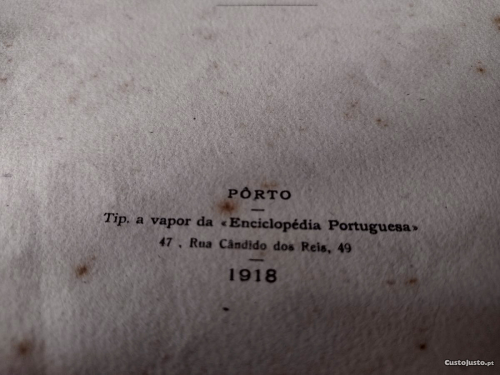 PÔRTO
Tip. a vapor da «Enciclopédia Portuguesa»
47, Rua Cândido dos Reis, 49
1918
CustoJusto.pt